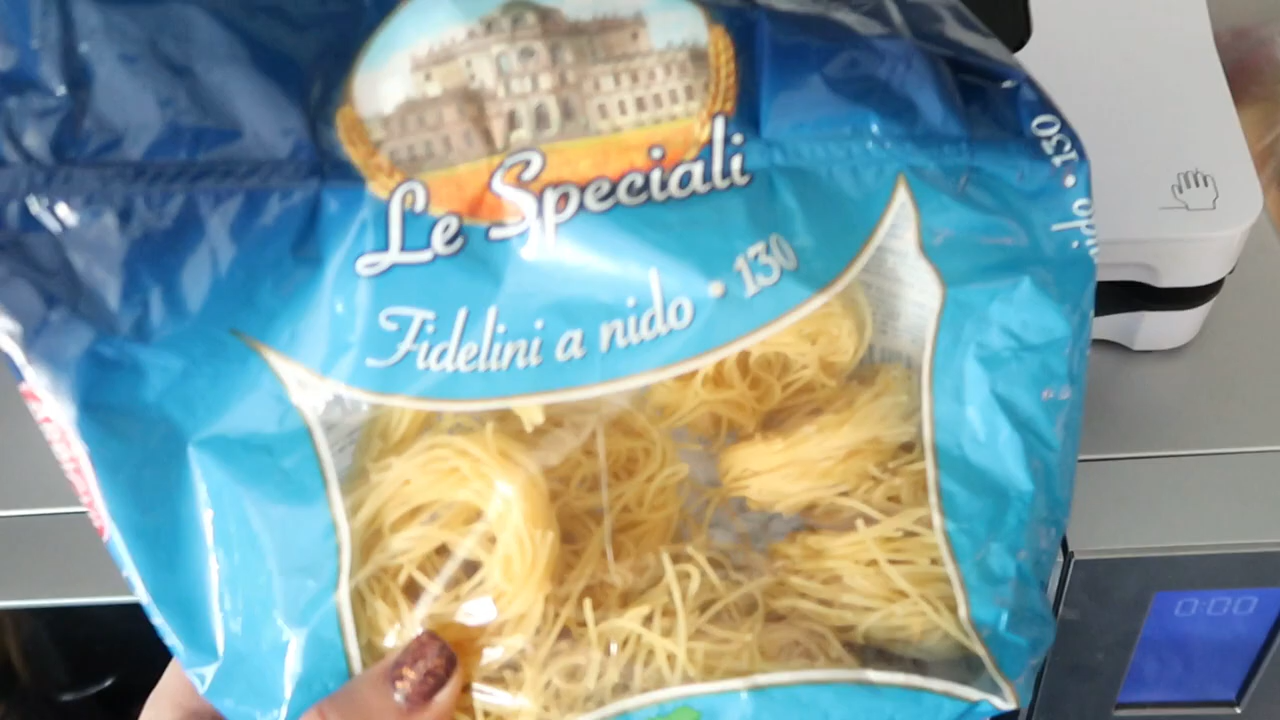 Le Speciali
Fidelini a nido • 130
nido • 130
0:00